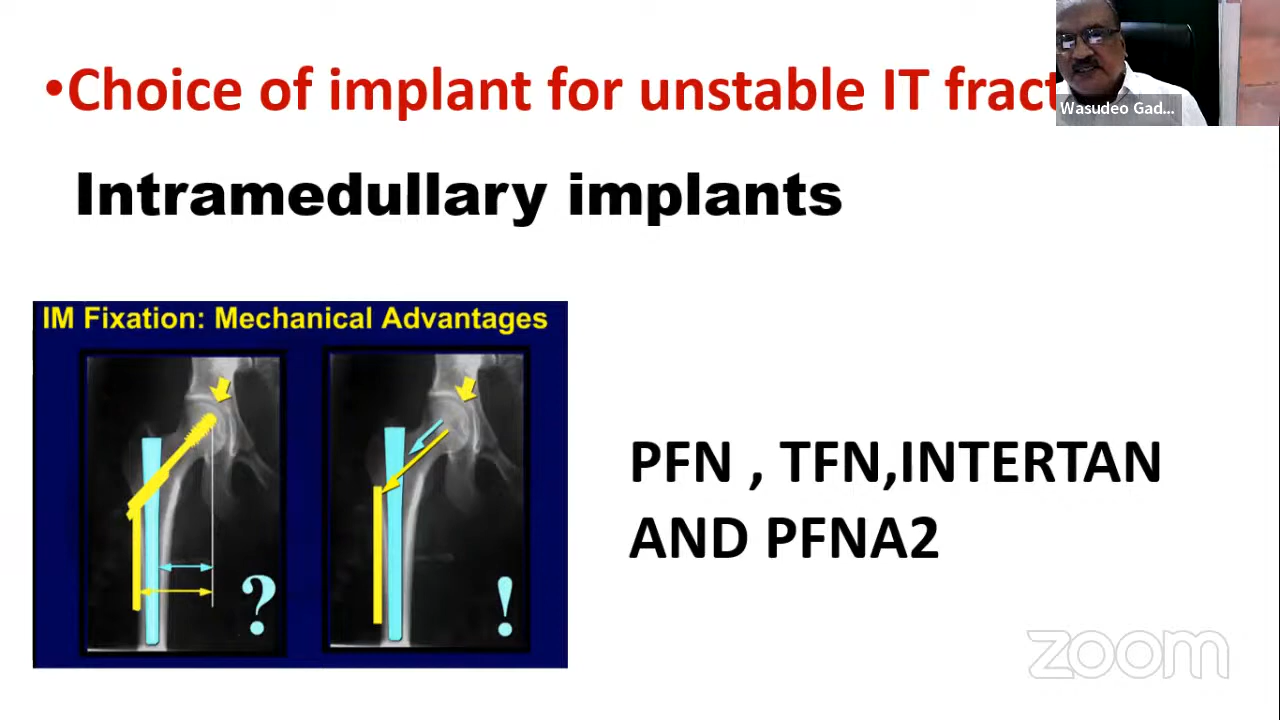 •Choice of implant for unstable IT fract
Wasudeo Gad...
Intramedullary implants
IM Fixation: Mechanical Advantages
? !
PFN , TFN,INTERTAN
AND PFNA2
zoom